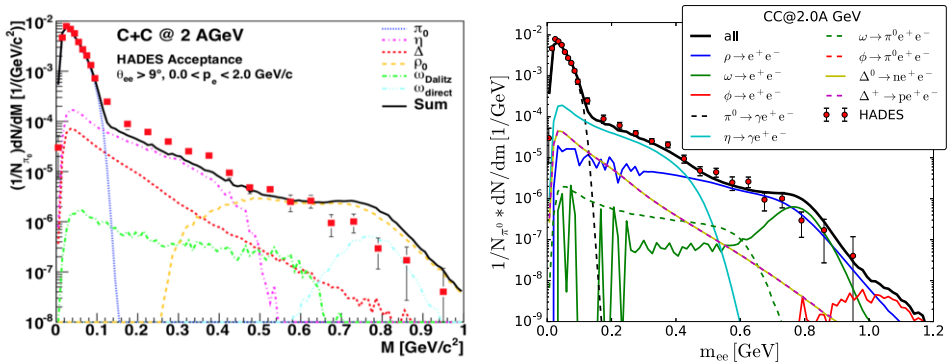 C+C @ 2 AGeV
HADES Acceptance
θee > 9°, 0.0 < pe < 2.0 GeV/c
π0
η
Δ
ρ0
ωDalitz
ωdirect
Sum
(1/Nπ0)dN/dM [1/(GeV/c²)]
10⁻²
10⁻³
10⁻⁴
10⁻⁵
10⁻⁶
10⁻⁷
10⁻⁸
0 0.1 0.2 0.3 0.4 0.5 0.6 0.7 0.8 0.9 1
M [GeV/c²]
CC@2.0A GeV
all
ρ → e⁺e⁻
ω → e⁺e⁻
ϕ → e⁺e⁻
π⁰ → γe⁺e⁻
η → γe⁺e⁻
ω → π⁰e⁺e⁻
ϕ → π⁰e⁺e⁻
Δ⁰ → ne⁺e⁻
Δ⁺ → pe⁺e⁻
HADES
1/Nπ⁰ * dN/dm [1/GeV]
10⁻²
10⁻³
10⁻⁴
10⁻⁵
10⁻⁶
10⁻⁷
10⁻⁸
10⁻⁹
0.0 0.2 0.4 0.6 0.8 1.0 1.2
mee [GeV]